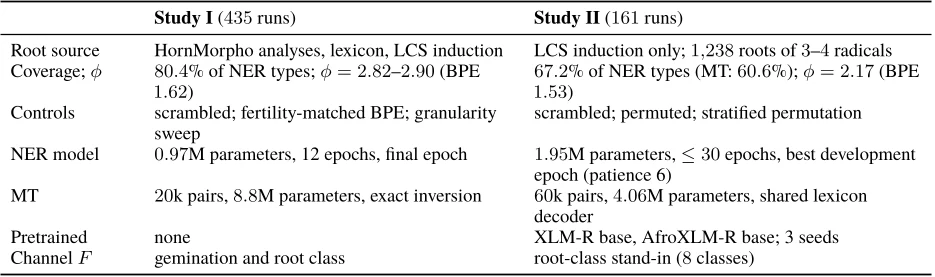 Study I (435 runs) Study II (161 runs)
Root source HornMorpho analyses, lexicon, LCS induction LCS induction only; 1,238 roots of 3–4 radicals
Coverage; ϕ 80.4% of NER types; ϕ = 2.82–2.90 (BPE 67.2% of NER types (MT: 60.6%); ϕ = 2.17 (BPE
1.62) 1.53)
Controls scrambled; fertility-matched BPE; granularity scrambled; permuted; stratified permutation
sweep
NER model 0.97M parameters, 12 epochs, final epoch 1.95M parameters, ≤ 30 epochs, best development
epoch (patience 6)
MT 20k pairs, 8.8M parameters, exact inversion 60k pairs, 4.06M parameters, shared lexicon
decoder
Pretrained none XLM-R base, AfroXLM-R base; 3 seeds
Channel F gemination and root class root-class stand-in (8 classes)